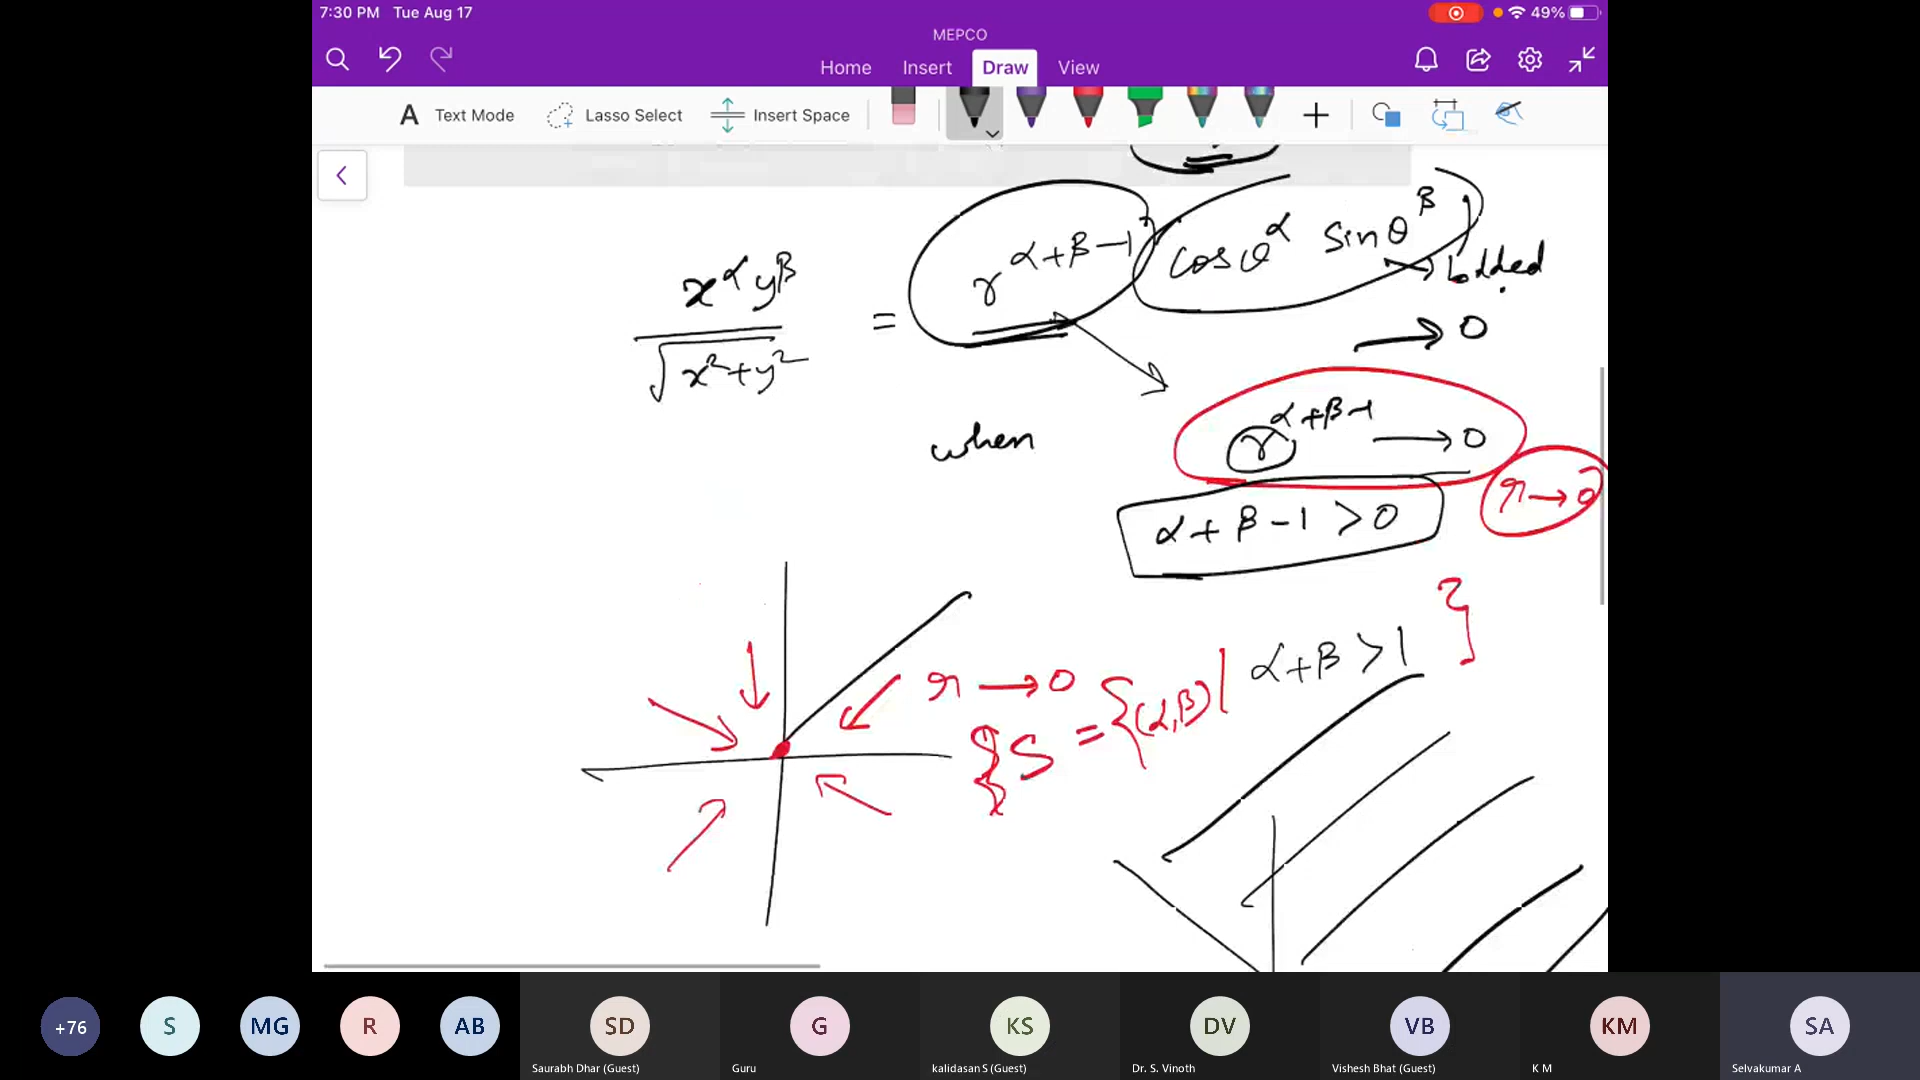 7:30 PM Tue Aug 17
49%
MEPCO
Home Insert Draw View
A Text Mode Lasso Select Insert Space
x^α y^β / √(x²+y²) = r^(α+β-1) cosθ^α sinθ^β
→ bdded
→ 0
when r^(α+β-1) → 0
r → 0
α+β-1 > 0
r → 0
{S = {(α,β) | α+β > 1 }
+76 S MG R AB SD G KS DV VB KM SA
Saurabh Dhar (Guest) Guru kalidasan S (Guest) Dr. S. Vinoth Vishesh Bhat (Guest) K M Selvakumar A